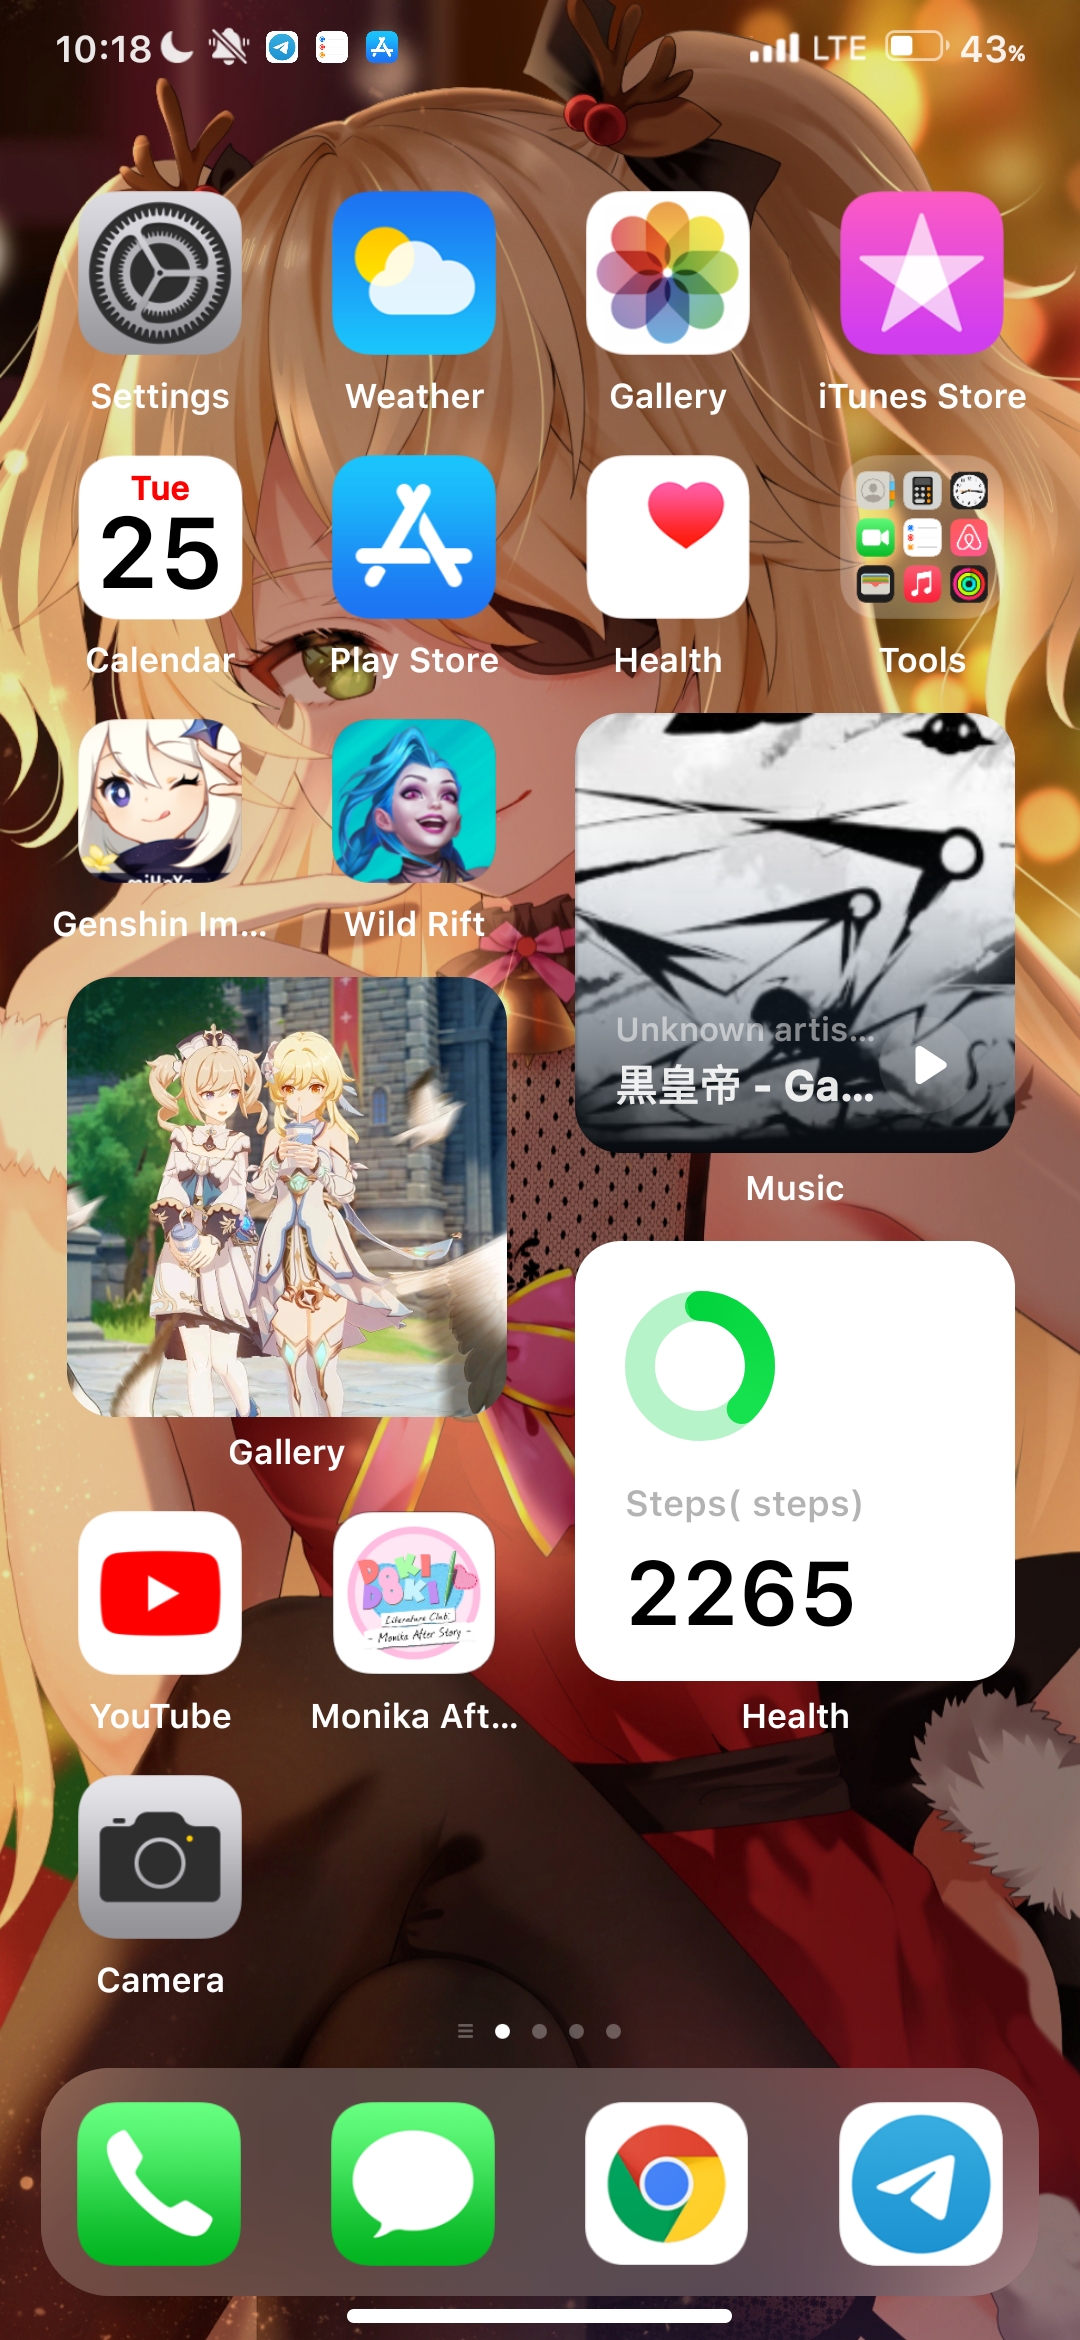 10:18
LTE
43%
Settings
Weather
Gallery
iTunes Store
Tue
25
Calendar
Play Store
Health
Tools
miHoYo
Genshin Im...
Wild Rift
Unknown artis...
黒皇帝 - Ga...
Music
Gallery
Steps( steps)
2265
Health
YouTube
DOKI
DOKI
Literature Club:
- Monika After Story -
Monika Aft...
Camera